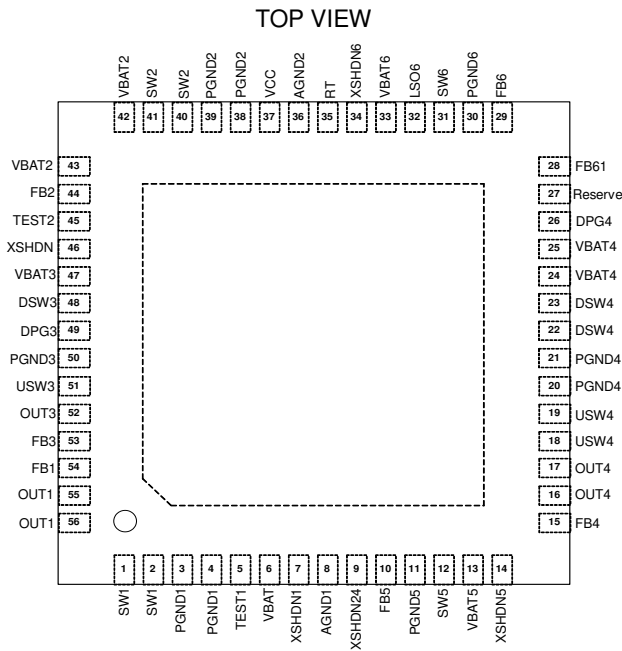 TOP VIEW
VBAT2 SW2 SW2 PGND2 PGND2 VCC AGND2 RT XSHDN6 VBAT6 LSO6 SW6 PGND6 FB6
42 41 40 39 38 37 36 35 34 33 32 31 30 29
VBAT2 43 28 FB61
FB2 44 27 Reserve
TEST2 45 26 DPG4
XSHDN 46 25 VBAT4
VBAT3 47 24 VBAT4
DSW3 48 23 DSW4
DPG3 49 22 DSW4
PGND3 50 21 PGND4
USW3 51 20 PGND4
OUT3 52 19 USW4
FB3 53 18 USW4
FB1 54 17 OUT4
OUT1 55 16 OUT4
OUT1 56 15 FB4
1 2 3 4 5 6 7 8 9 10 11 12 13 14
SW1 SW1 PGND1 PGND1 TEST1 VBAT XSHDN1 AGND1 XSHDN24 FB5 PGND5 SW5 VBAT5 XSHDN5